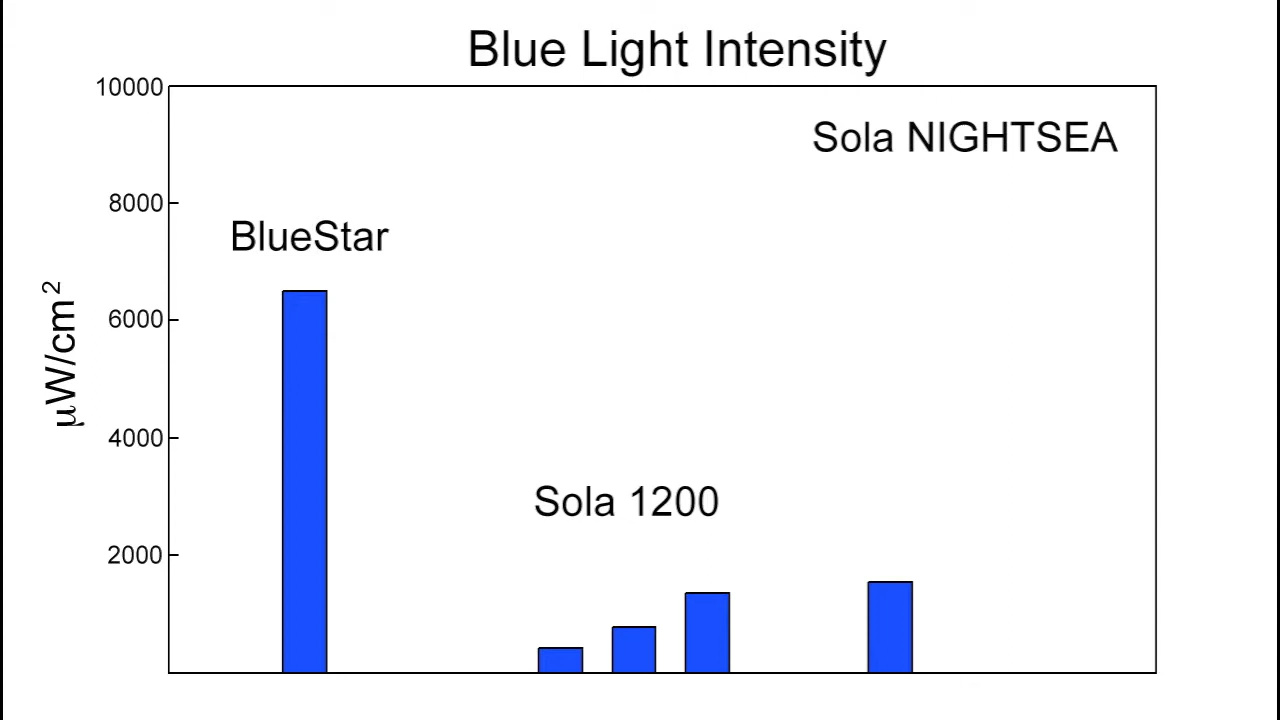 Blue Light Intensity
10000
Sola NIGHTSEA
8000
BlueStar
μW/cm²
6000
4000
Sola 1200
2000